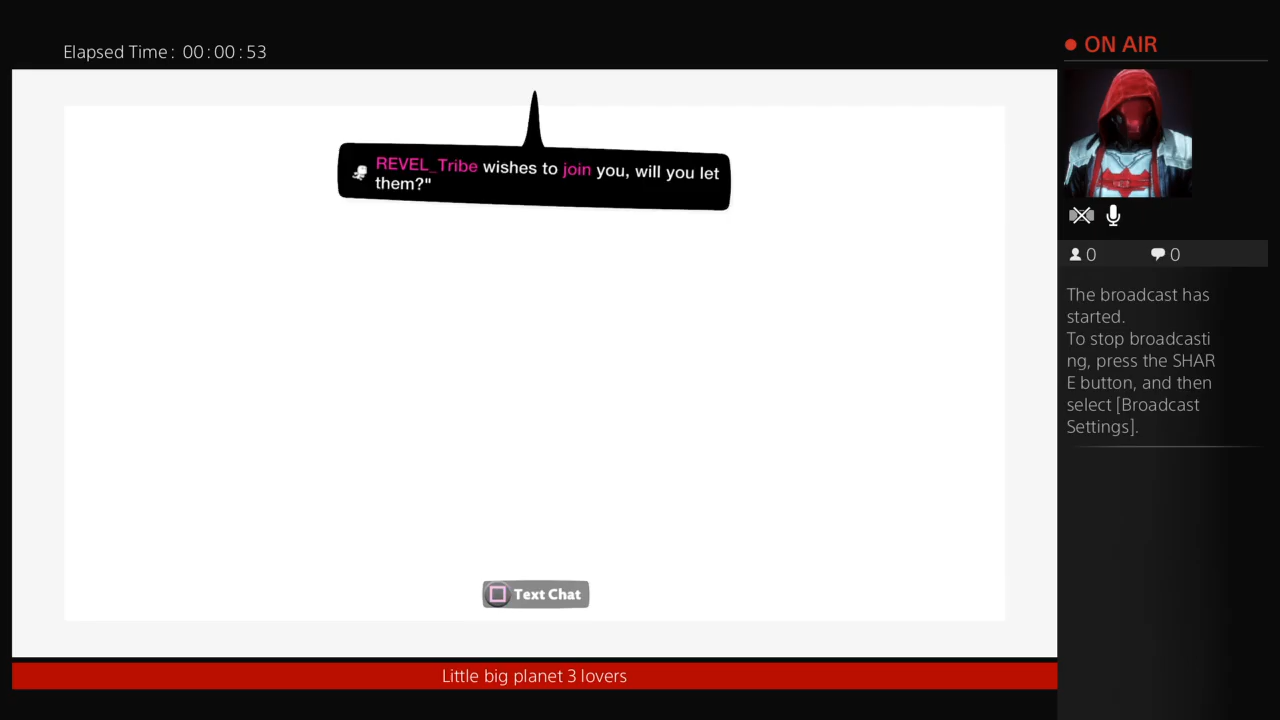 Elapsed Time: 00:00:53
ON AIR
REVEL_Tribe wishes to join you, will you let
them?"
0 0
The broadcast has
started.
To stop broadcasti
ng, press the SHAR
E button, and then
select [Broadcast
Settings].
Text Chat
Little big planet 3 lovers